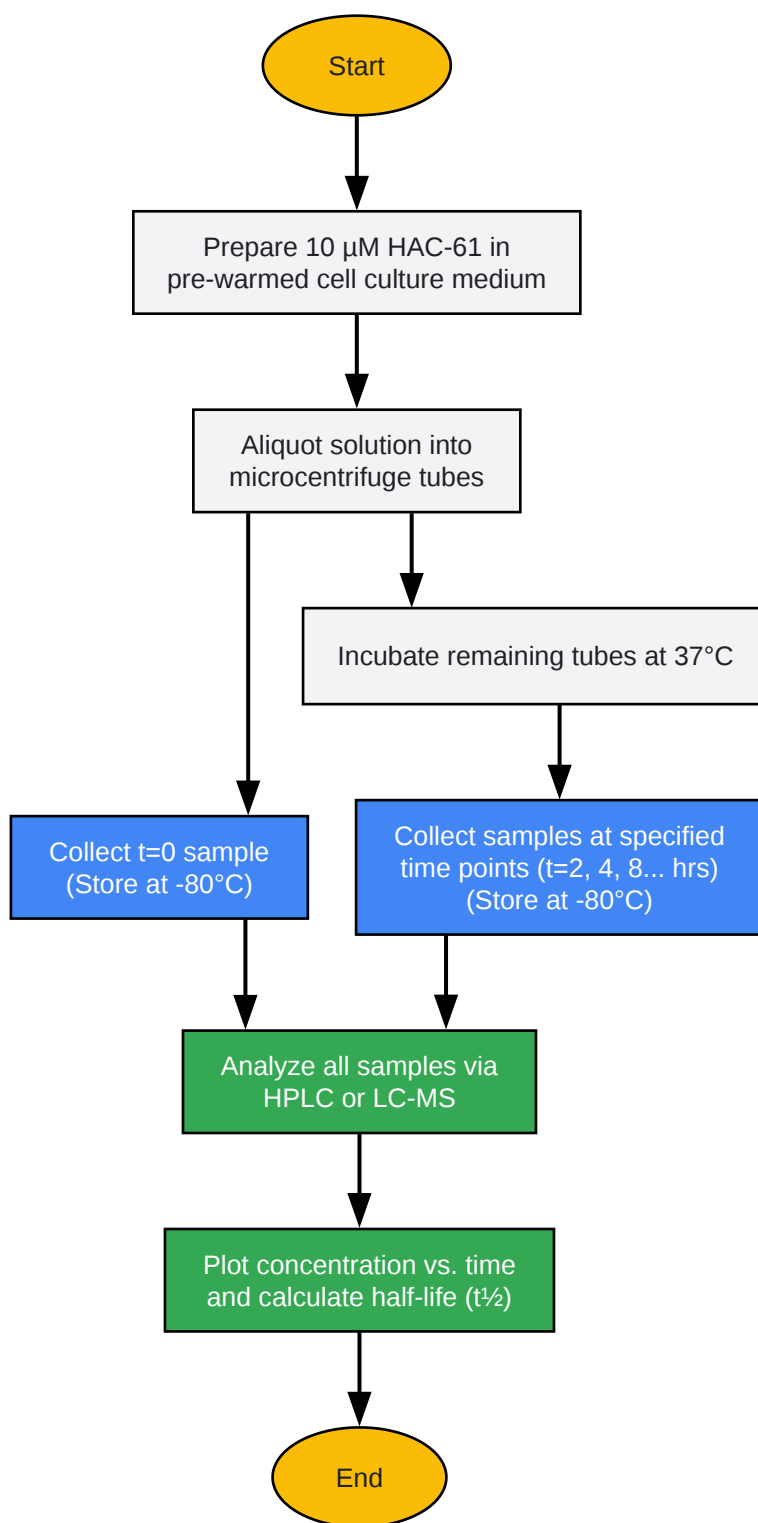 Start
Prepare 10 µM HAC-61 in
pre-warmed cell culture medium
Aliquot solution into
microcentrifuge tubes
Incubate remaining tubes at 37°C
Collect t=0 sample
(Store at -80°C)
Collect samples at specified
time points (t=2, 4, 8... hrs)
(Store at -80°C)
Analyze all samples via
HPLC or LC-MS
Plot concentration vs. time
and calculate half-life (t½)
End